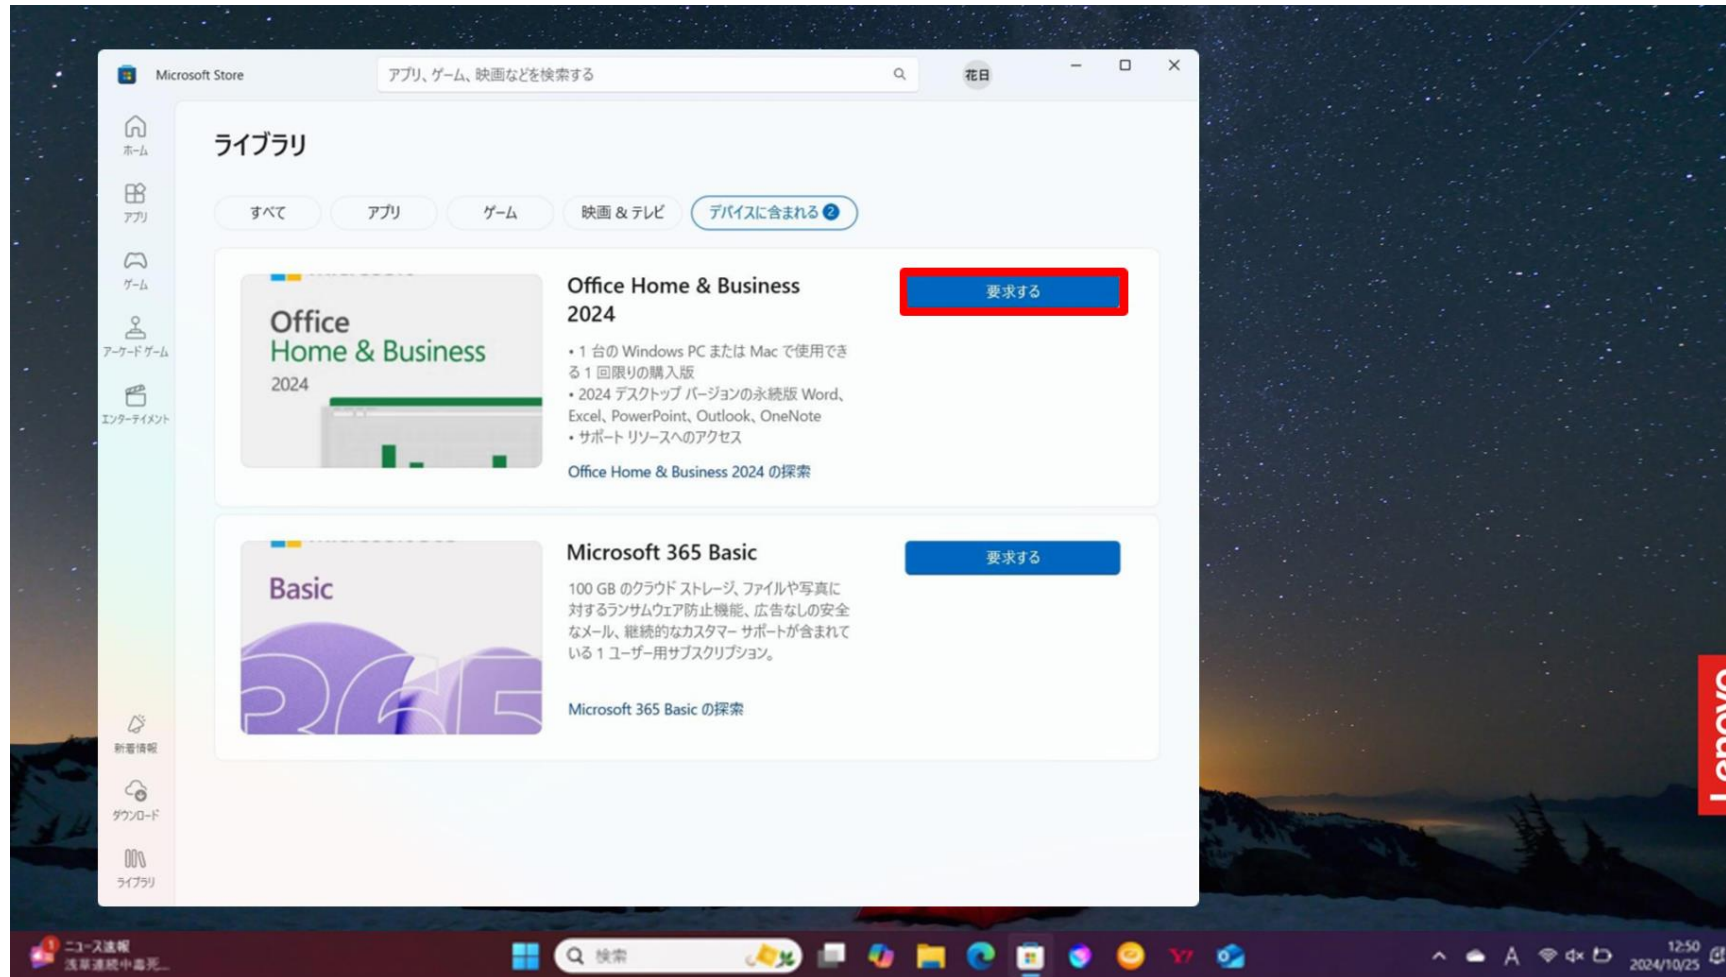 Microsoft Store
アプリ、ゲーム、映画などを検索する
花日
ホーム
アプリ
ゲーム
アーケード ゲーム
エンターテイメント
新着情報
ダウンロード
ライブラリ
ライブラリ
すべて
アプリ
ゲーム
映画 & テレビ
デバイスに含まれる 2
Office
Home & Business
2024
Office Home & Business
2024
要求する
• 1 台の Windows PC または Mac で使用でき
る 1 回限りの購入版
• 2024 デスクトップ バージョンの永続版 Word、
Excel、PowerPoint、Outlook、OneNote
• サポート リソースへのアクセス
Office Home & Business 2024 の探索
Basic
365
Microsoft 365 Basic
要求する
100 GB のクラウド ストレージ、ファイルや写真に
対するランサムウェア防止機能、広告なしの安全
なメール、継続的なカスタマー サポートが含まれて
いる 1 ユーザー用サブスクリプション。
Microsoft 365 Basic の探索
Lenovo
1
ニュース速報
浅草連続中毒死...
検索
A
12:50
2024/10/25